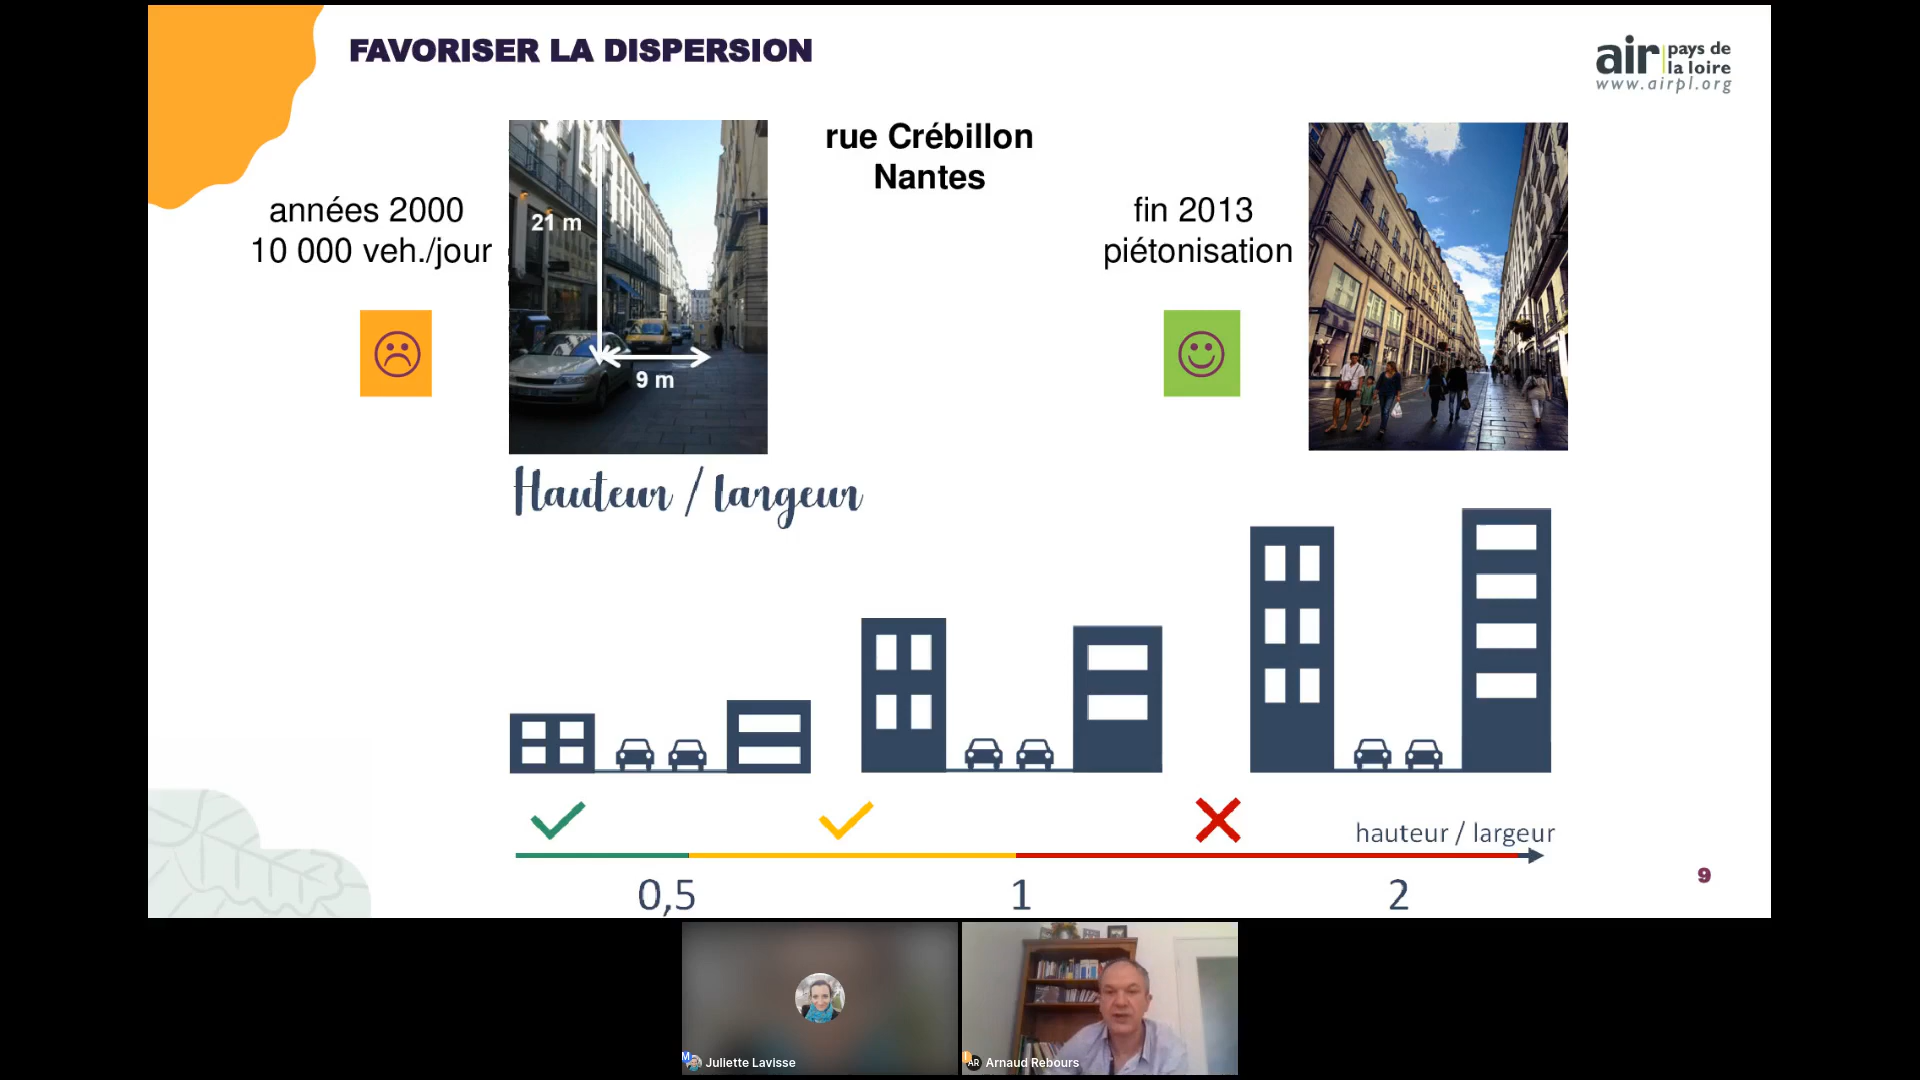 FAVORISER LA DISPERSION
air pays de
la loire
www.airpl.org
rue Crébillon
Nantes
années 2000
10 000 veh./jour
21 m
9 m
fin 2013
piétonisation
Hauteur / largeur
hauteur / largeur
0,5
1
2
9
M
Juliette Lavisse
AR
Arnaud Rebours